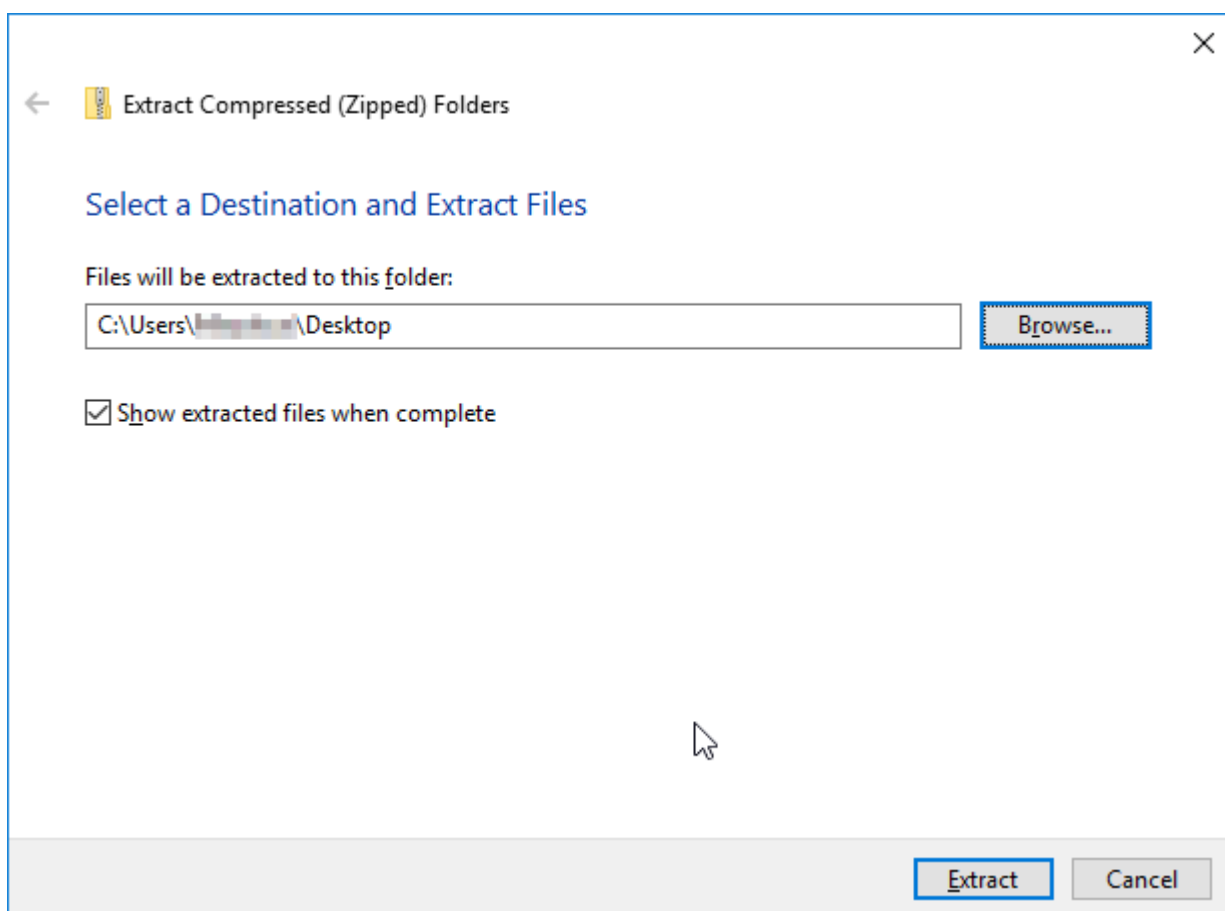 Extract Compressed (Zipped) Folders
Select a Destination and Extract Files
Files will be extracted to this folder:
C:\Users\ \Desktop
Browse...
Show extracted files when complete
Extract
Cancel